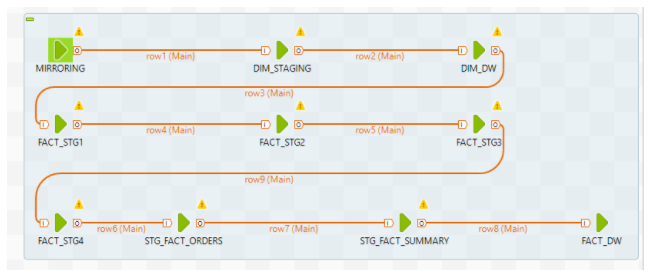 row1 (Main)
row2 (Main)
MIRRORING
DIM_STAGING
DIM_DW
row3 (Main)
row4 (Main)
row5 (Main)
FACT_STG1
FACT_STG2
FACT_STG3
row9 (Main)
row6 (Main)
row7 (Main)
row8 (Main)
FACT_STG4
STG_FACT_ORDERS
STG_FACT_SUMMARY
FACT_DW